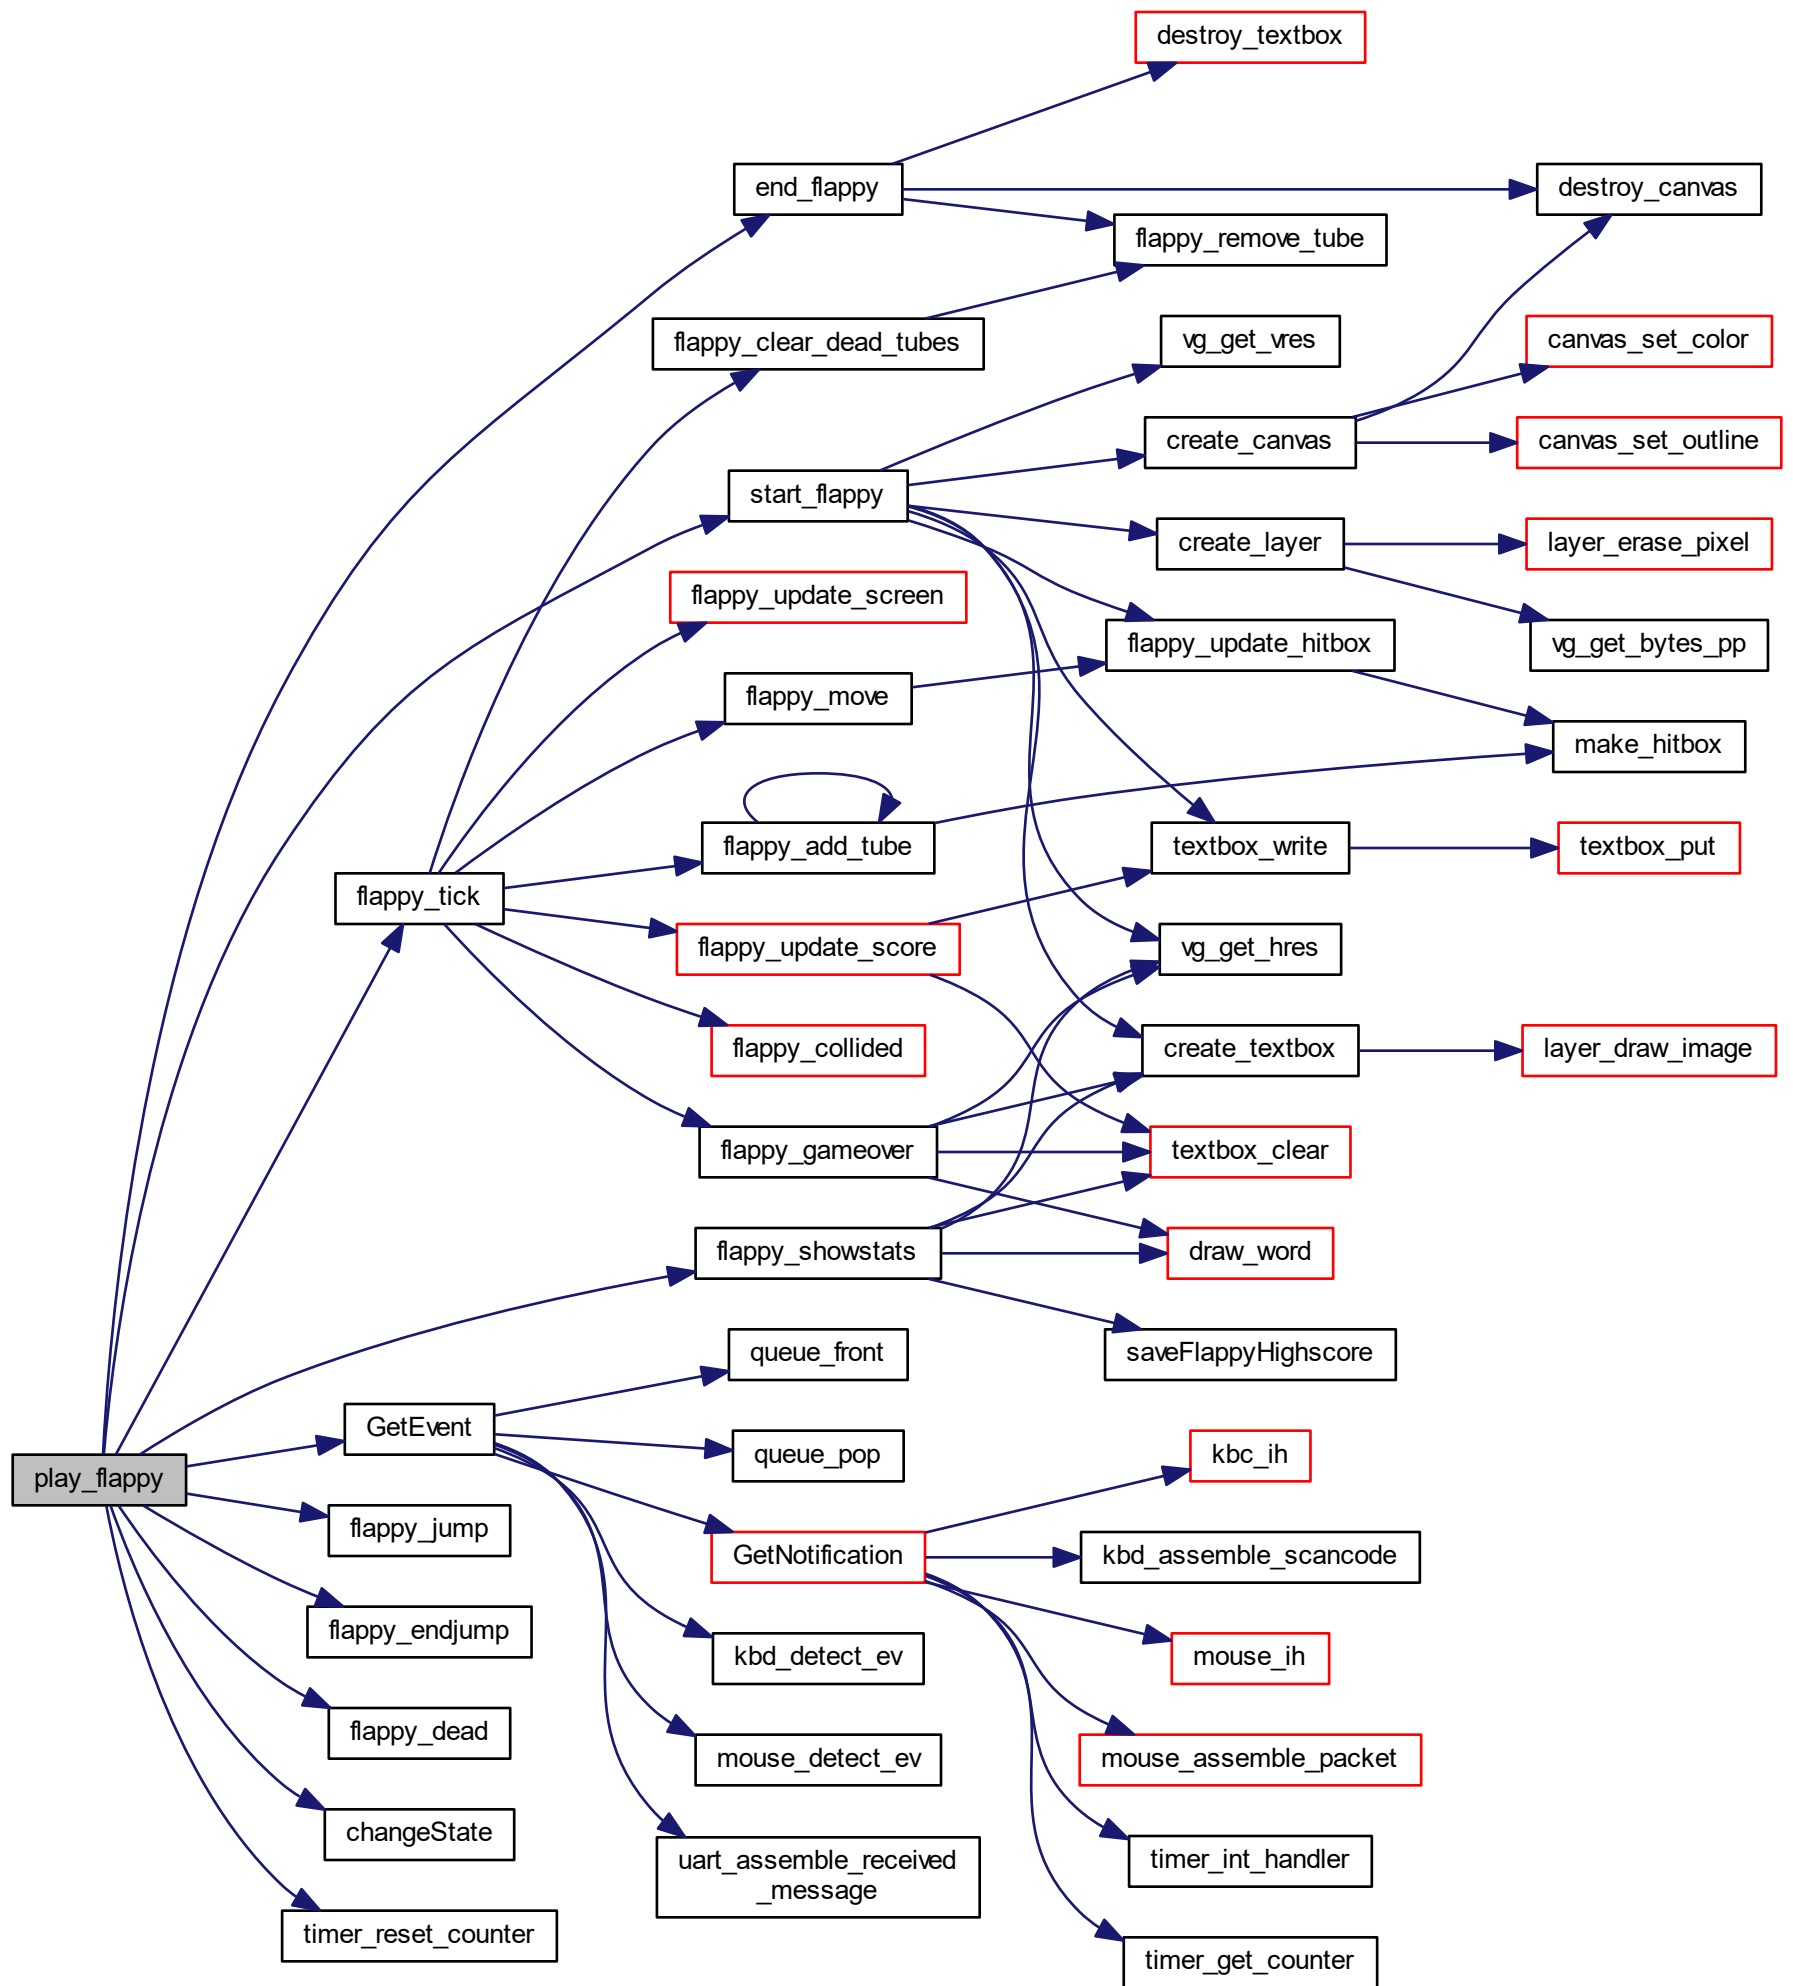 destroy_textbox
end_flappy
destroy_canvas
flappy_remove_tube
flappy_clear_dead_tubes
vg_get_vres
canvas_set_color
create_canvas
canvas_set_outline
start_flappy
create_layer
layer_erase_pixel
flappy_update_screen
flappy_update_hitbox
vg_get_bytes_pp
flappy_move
make_hitbox
flappy_add_tube
textbox_write
textbox_put
flappy_tick
flappy_update_score
vg_get_hres
flappy_collided
create_textbox
layer_draw_image
flappy_gameover
textbox_clear
flappy_showstats
draw_word
queue_front
saveFlappyHighscore
GetEvent
queue_pop
kbc_ih
play_flappy
flappy_jump
GetNotification
kbd_assemble_scancode
flappy_endjump
kbd_detect_ev
mouse_ih
flappy_dead
mouse_detect_ev
mouse_assemble_packet
changeState
uart_assemble_received
_message
timer_int_handler
timer_reset_counter
timer_get_counter